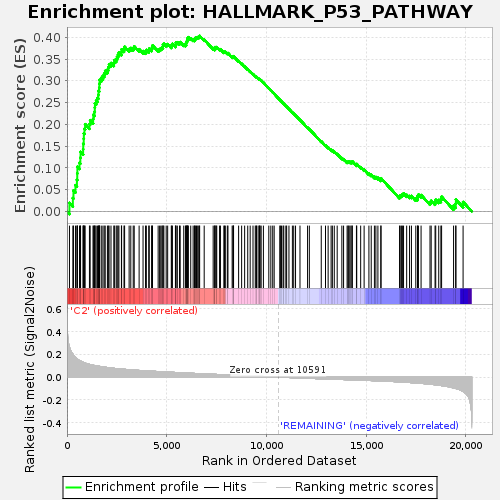 Enrichment plot: HALLMARK_P53_PATHWAY
Enrichment score (ES)
0.40
0.35
0.30
0.25
0.20
0.15
0.10
0.05
0.00
'C2' (positively correlated)
Ranked list metric (Signal2Noise)
0.6
0.4
0.2
0.0
-0.2
-0.4
Zero cross at 10591
'REMAINING' (negatively correlated)
0
5,000
10,000
15,000
20,000
Rank in Ordered Dataset
Enrichment profile
Hits
Ranking metric scores